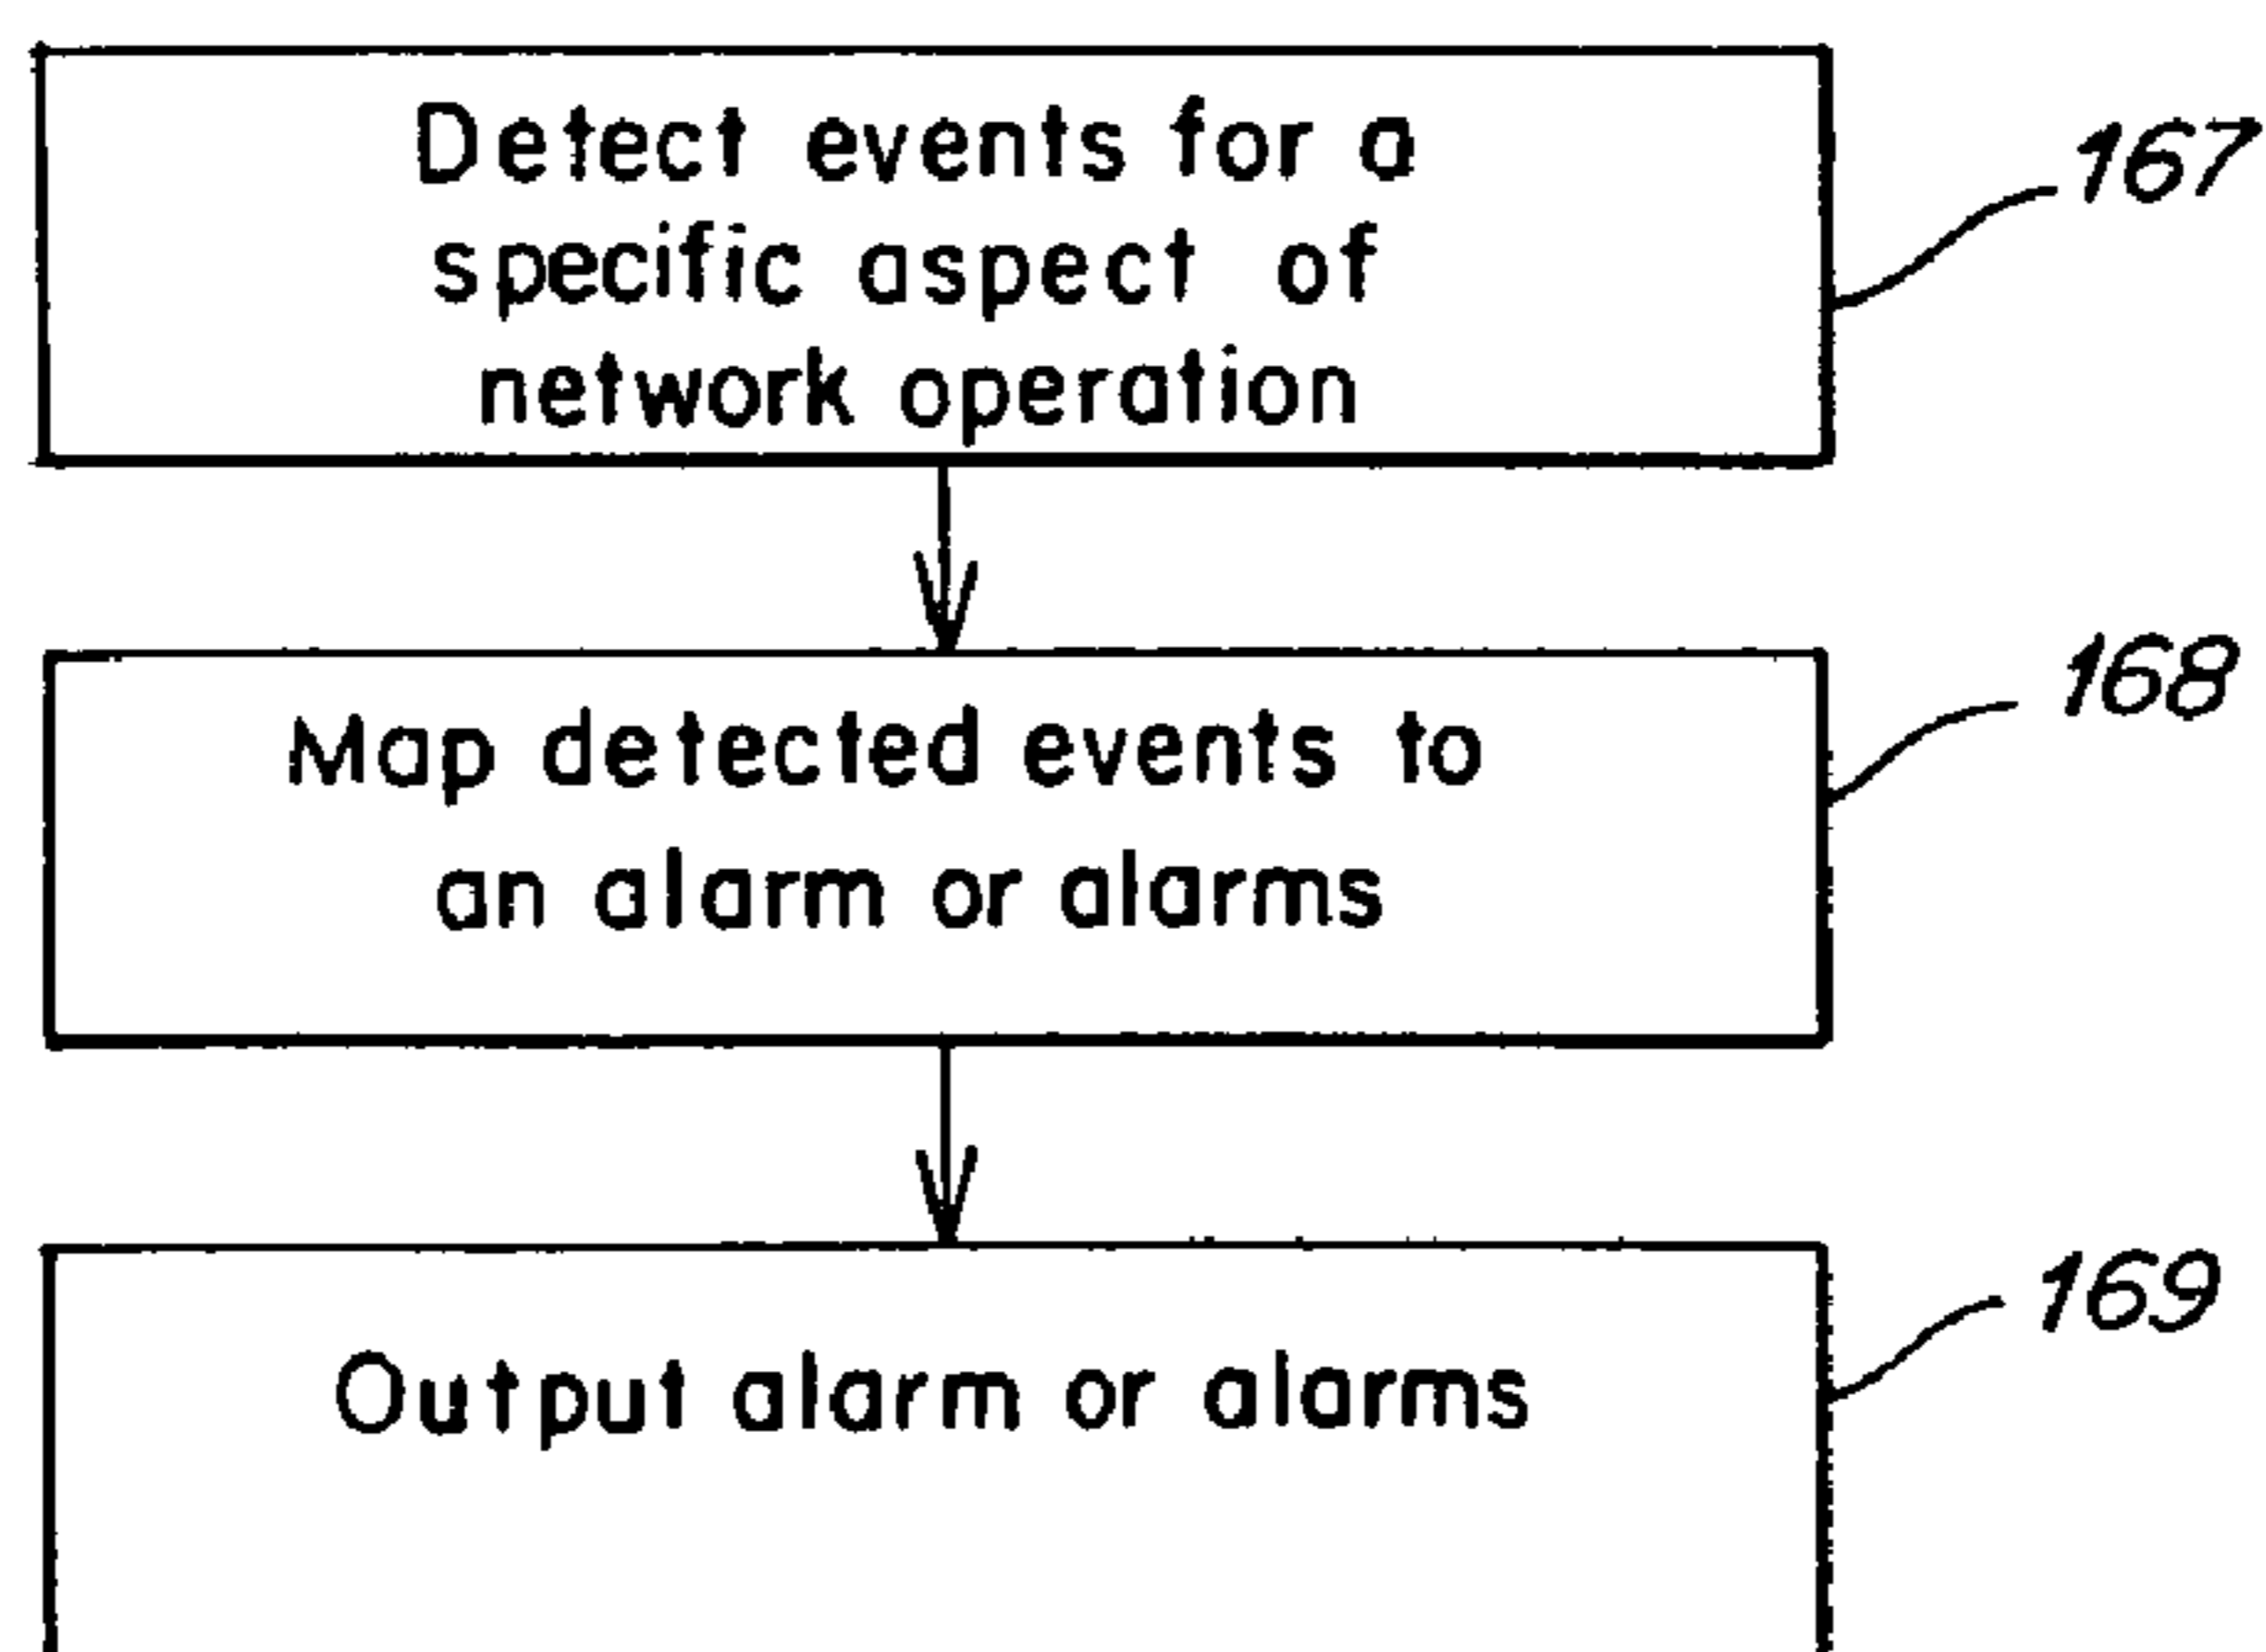 Detect events for a
specific aspect of
network operation
167
Map detected events to
an alarm or alarms
168
Output alarm or alarms
169